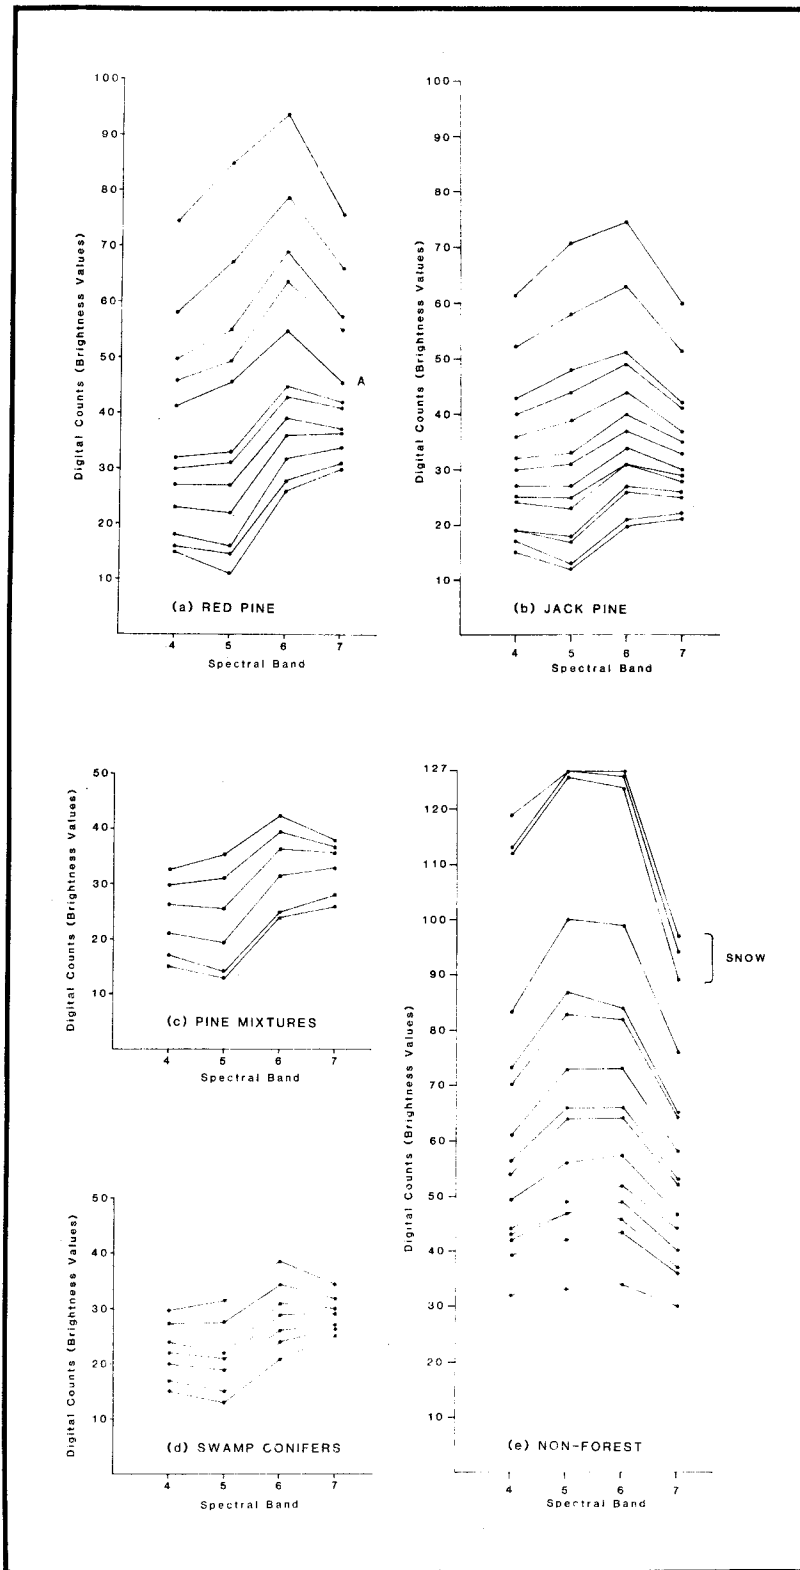 100
90
80
70
60
50
40
30
20
10
Digital Counts (Brightness Values)
A
(a) RED PINE
4 5 6 7
Spectral Band
100
90
80
70
60
50
40
30
20
10
Digital Counts (Brightness Values)
(b) JACK PINE
4 5 6 7
Spectral Band
50
40
30
20
10
Digital Counts (Brightness Values)
(c) PINE MIXTURES
4 5 6 7
Spectral Band
50
40
30
20
10
Digital Counts (Brightness Values)
(d) SWAMP CONIFERS
4 5 6 7
Spectral Band
127
120
110
100
90
80
70
60
50
40
30
20
10
Digital Counts (Brightness Values)
SNOW
(e) NON-FOREST
4 5 6 7
Spectral Band